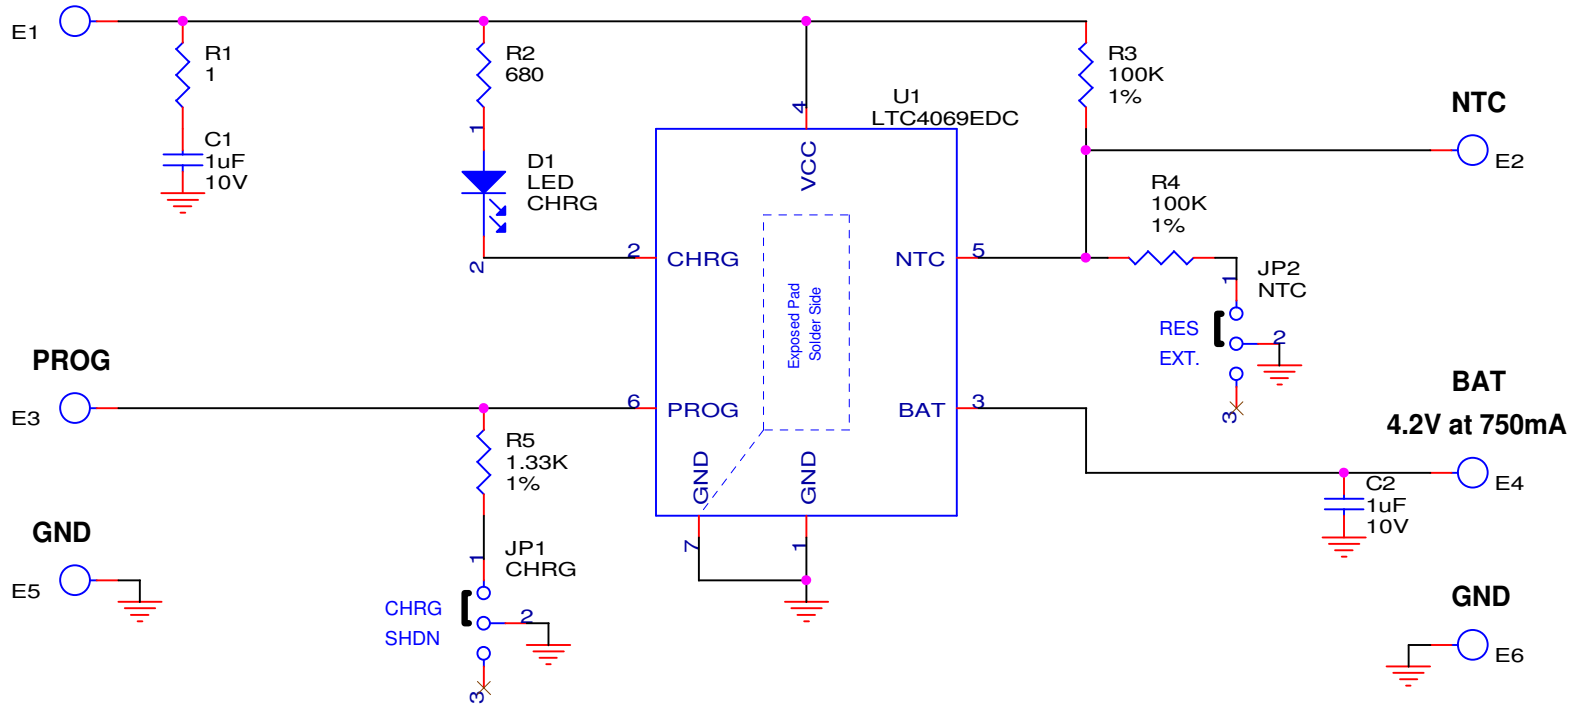 E1
R1
1
C1
1uF
10V
R2
680
1
D1
LED
CHRG
2
U1
LTC4069EDC
4
VCC
2
CHRG
NTC
5
Exposed Pad
Solder Side
6
PROG
BAT
3
GND
GND
7
1
R3
100K
1%
NTC
E2
R4
100K
1%
JP2
NTC
1
RES
EXT.
2
3
PROG
E3
R5
1.33K
1%
BAT
4.2V at 750mA
E4
C2
1uF
10V
GND
E5
JP1
CHRG
1
CHRG
SHDN
2
3
GND
E6